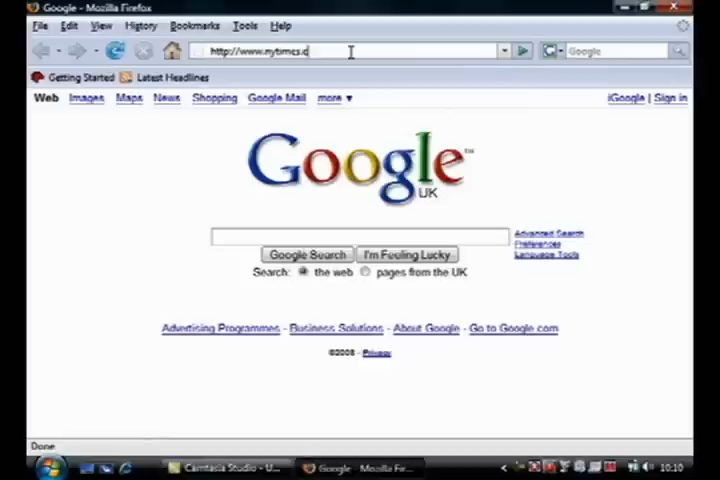 Google - Mozilla Firefox
File Edit View History Bookmarks Tools Help
http://www.nytimes.c
Google
Getting Started Latest Headlines
Web Images Maps News Shopping Google Mail more ▼ iGoogle | Sign in
Google™
UK
Advanced Search
Preferences
Language Tools
Google Search I'm Feeling Lucky
Search: the web pages from the UK
Advertising Programmes - Business Solutions - About Google - Go to Google.com
©2008 - Privacy
Done
Camtasia Studio - U... Google - Mozilla Fir... 10:10